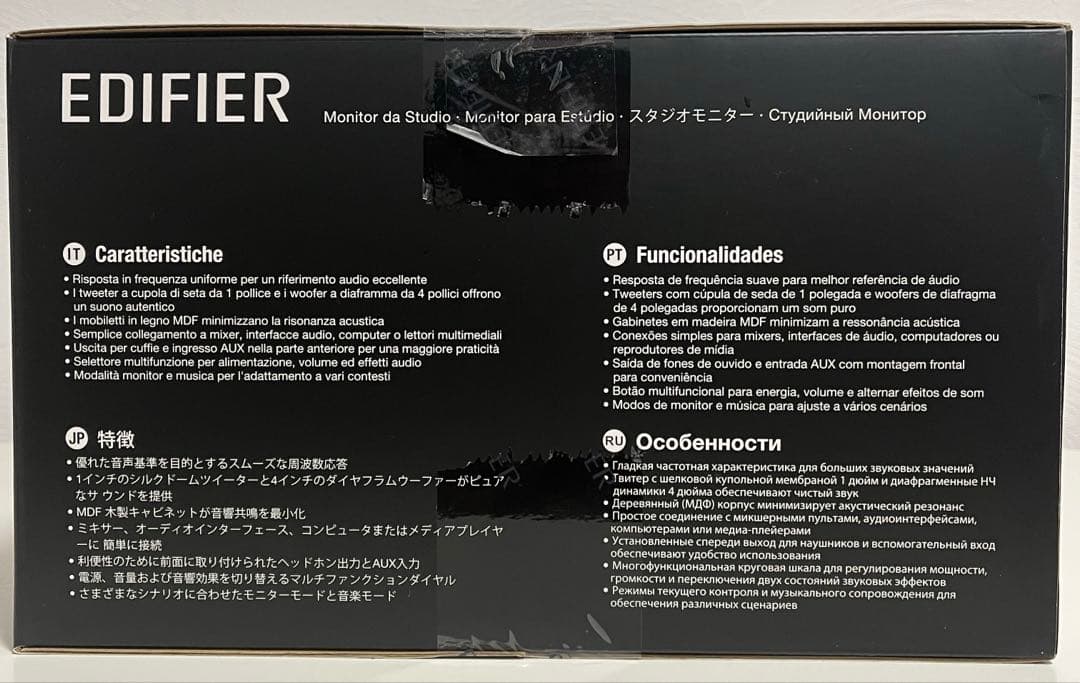 EDIFIER
Monitor da Studio · Monitor para Estúdio · スタジオモニター · Студийный Монитор
IT Caratteristiche
• Risposta in frequenza uniforme per un riferimento audio eccellente
• I tweeter a cupola di seta da 1 pollice e i woofer a diaframma da 4 pollici offrono
un suono autentico
• I mobiletti in legno MDF minimizzano la risonanza acustica
• Semplice collegamento a mixer, interfacce audio, computer o lettori multimediali
• Uscita per cuffie e ingresso AUX nella parte anteriore per una maggiore praticità
• Selettore multifunzione per alimentazione, volume ed effetti audio
• Modalità monitor e musica per l'adattamento a vari contesti
PT Funcionalidades
• Resposta de frequência suave para melhor referência de áudio
• Tweeters com cúpula de seda de 1 polegada e woofers de diafragma
de 4 polegadas proporcionam um som puro
• Gabinetes em madeira MDF minimizam a ressonância acústica
• Conexões simples para mixers, interfaces de áudio, computadores ou
reprodutores de mídia
• Saída de fones de ouvido e entrada AUX com montagem frontal
para conveniência
• Botão multifuncional para energia, volume e alternar efeitos de som
• Modos de monitor e música para ajuste a vários cenários
JP 特徴
• 優れた音声基準を目的とするスムーズな周波数応答
• 1インチのシルクドームツイーターと4インチのダイヤフラムウーファーがピュア
なサ ウンドを提供
• MDF 木製キャビネットが音響共鳴を最小化
• ミキサー、オーディオインターフェース、コンピュータまたはメディアプレイヤ
ーに 簡単に接続
• 利便性のために前面に取り付けられたヘッドホン出力とAUX入力
• 電源、音量および音響効果を切り替えるマルチファンクションダイヤル
• さまざまなシナリオに合わせたモニターモードと音楽モード
RU Особенности
• Гладкая частотная характеристика для больших звуковых значений
• Твитер с шелковой купольной мембраной 1 дюйм и диафрагменные НЧ
динамики 4 дюйма обеспечивают чистый звук
• Деревянный (МДФ) корпус минимизирует акустический резонанс
• Простое соединение с микшерными пультами, аудиоинтерфейсами,
компьютерами или медиа-плейерами
• Установленные спереди выход для наушников и вспомогательный вход
обеспечивают удобство использования
• Многофункциональная круговая шкала для регулирования мощности,
громкости и переключения двух состояний звуковых эффектов
• Режимы текущего контроля и музыкального сопровождения для
обеспечения различных сценариев